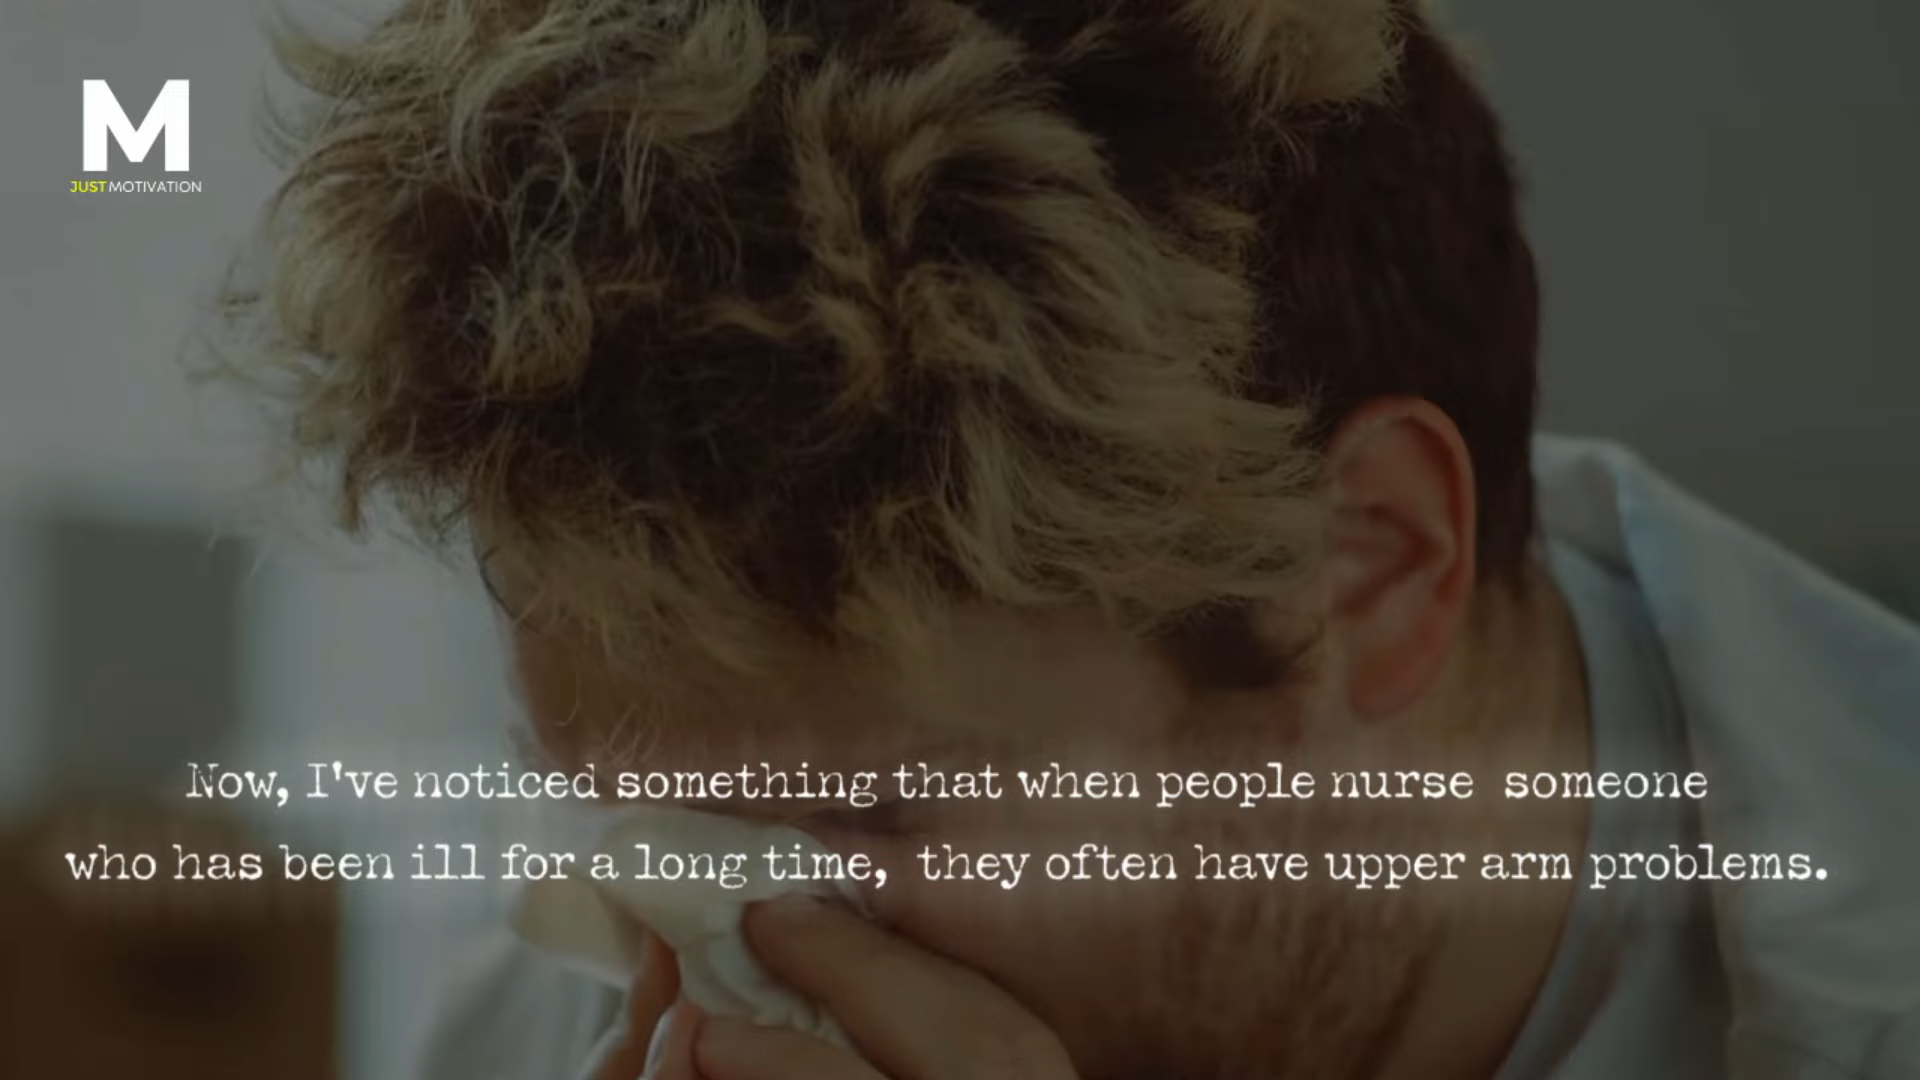 M
JUST MOTIVATION
Now, I've noticed something that when people nurse someone
who has been ill for a long time, they often have upper arm problems.